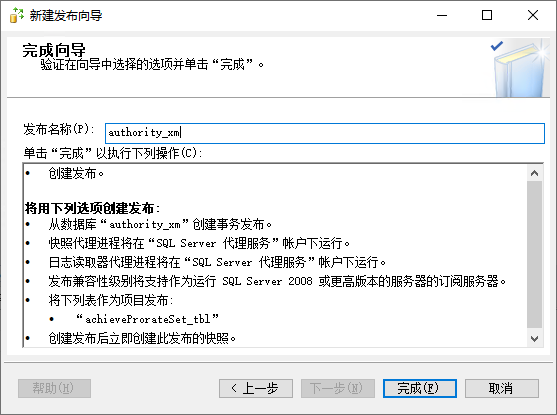 新建发布向导
完成向导
验证在向导中选择的选项并单击“完成”。
发布名称(P):
authority_xm
单击“完成”以执行下列操作(C):
• 创建发布。
将用下列选项创建发布:
• 从数据库“authority_xm”创建事务发布。
• 快照代理进程将在“SQL Server 代理服务”帐户下运行。
• 日志读取器代理进程将在“SQL Server 代理服务”帐户下运行。
• 发布兼容性级别将支持作为运行 SQL Server 2008 或更高版本的服务器的订阅服务器。
• 将下列表作为项目发布:
• “achieveProrateSet_tbl”
• 创建发布后立即创建此发布的快照。
帮助(H)
< 上一步
下一步(N) >
完成(F)
取消